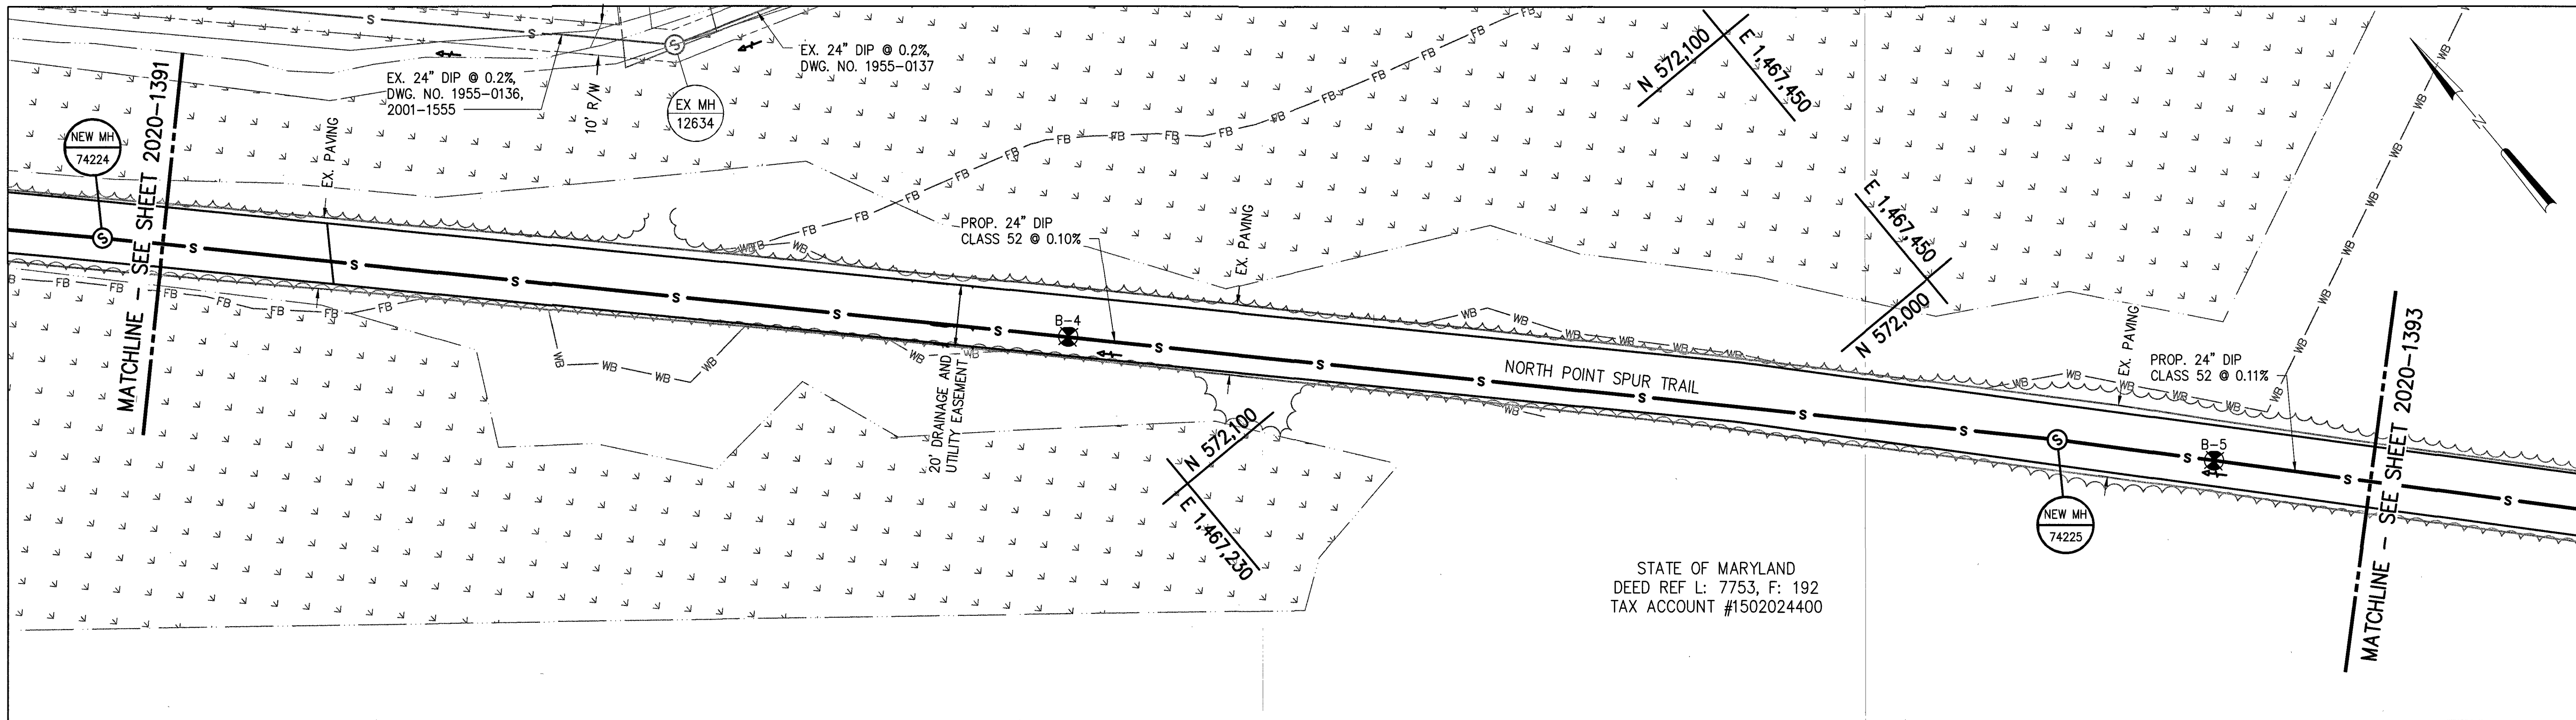 EX. 24" DIP @ 0.2%,
DWG. NO. 1955-0136,
2001-1555
EX. 24" DIP @ 0.2%,
DWG. NO. 1955-0137
10' R/W
EX MH
12634
NEW MH
74224
MATCHLINE - SEE SHEET 2020-1391
EX. PAVING
PROP. 24" DIP
CLASS 52 @ 0.10%
EX. PAVING
N 572,100
E 1,467,450
E 1,467,450
N 572,000
N
B-4
20' DRAINAGE AND
UTILITY EASEMENT
NORTH POINT SPUR TRAIL
EX. PAVING
PROP. 24" DIP
CLASS 52 @ 0.11%
B-5
N 572,100
E 1,467,230
NEW MH
74225
MATCHLINE - SEE SHEET 2020-1393
STATE OF MARYLAND
DEED REF L: 7753, F: 192
TAX ACCOUNT #1502024400